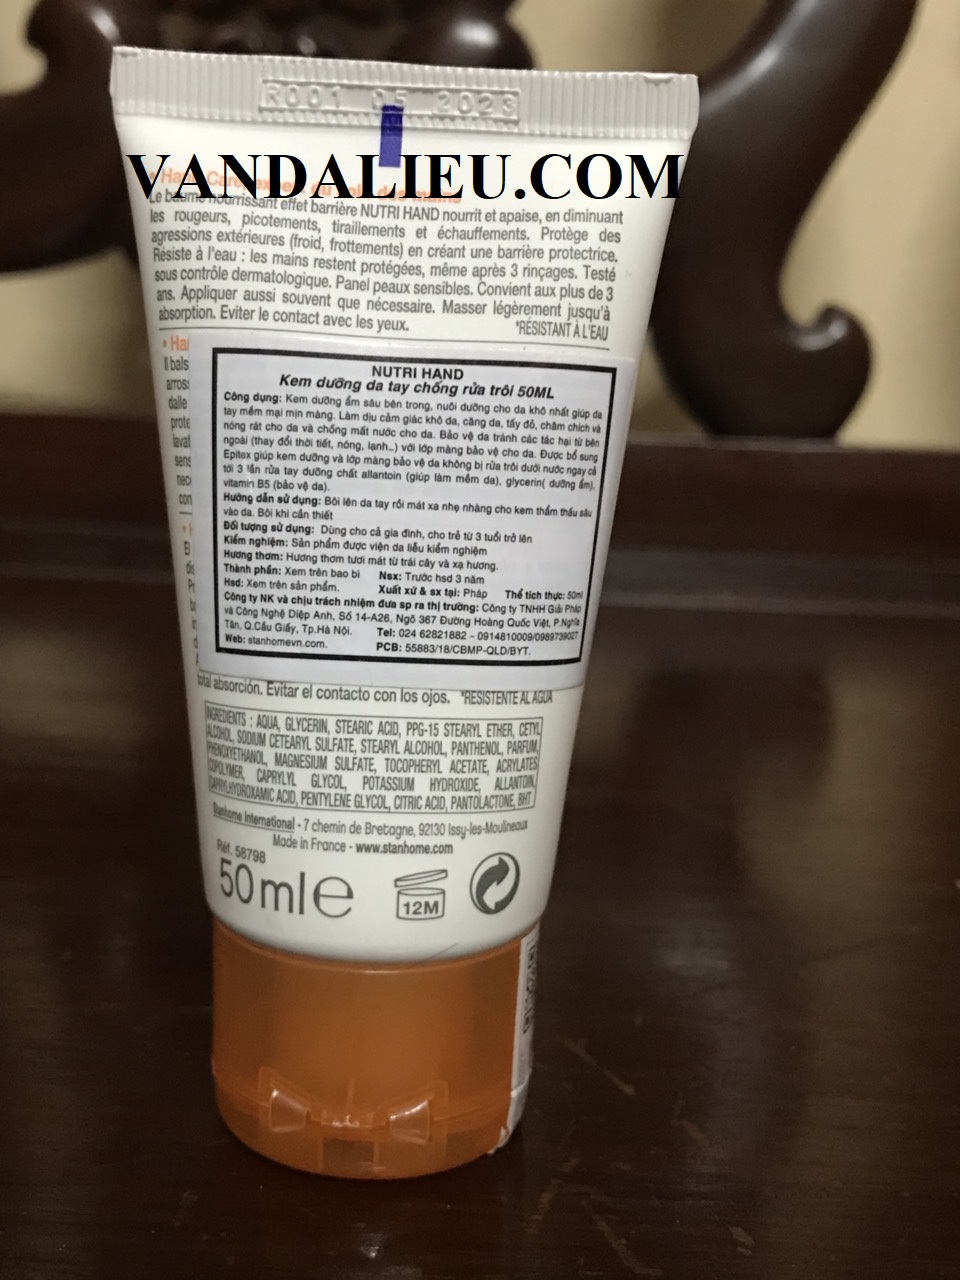 R001 05 2023
VANDALIEU.COM
Le baume nourrissant effet barrière NUTRI HAND nourrit et apaise, en diminuant
les rougeurs, picotements, tiraillements et échauffements. Protège des
agressions extérieures (froid, frottements) en créant une barrière protectrice.
Résiste à l'eau : les mains restent protégées, même après 3 rinçages. Testé
sous contrôle dermatologique. Panel peaux sensibles. Convient aux plus de 3
ans. Appliquer aussi souvent que nécessaire. Masser légèrement jusqu'à
absorption. Eviter le contact avec les yeux. *RÉSISTANT À L'EAU
NUTRI HAND
Kem dưỡng da tay chống rửa trôi 50ML
Công dụng: Kem dưỡng ẩm sâu bên trong, nuôi dưỡng cho da khô nhất giúp da
tay mềm mại mịn màng. Làm dịu cảm giác khô da, căng da, tấy đỏ, châm chích và
nóng rát cho da và chống mất nước cho da. Bảo vệ da tránh các tác hại từ bên
ngoài (thay đổi thời tiết, nóng, lạnh..) với lớp màng bảo vệ cho da. Được bổ sung
Epitex giúp kem dưỡng và lớp màng bảo vệ da không bị rửa trôi dưới nước ngay cả
tới 3 lần rửa tay dưỡng chất allantoin (giúp làm mềm da), glycerin( dưỡng ẩm),
vitamin B5 (bảo vệ da).
Hướng dẫn sử dụng: Bôi lên da tay rồi mát xa nhẹ nhàng cho kem thẩm thấu sâu
vào da. Bôi khi cần thiết
Đối tượng sử dụng: Dùng cho cả gia đình, cho trẻ từ 3 tuổi trở lên
Kiểm nghiệm: Sản phẩm được viện da liễu kiểm nghiệm
Hương thơm: Hương thơm tươi mát từ trái cây và xạ hương.
Thành phần: Xem trên bao bì Nsx: Trước hsd 3 năm
Hsd: Xem trên sản phẩm. Xuất xứ & sx tại: Pháp Thể tích thực: 50ml
Công ty NK và chịu trách nhiệm đưa sp ra thị trường: Công ty TNHH Giải Pháp
và Công Nghệ Diệp Anh, Số 14-A26, Ngõ 367 Đường Hoàng Quốc Việt, P.Nghĩa
Tân, Q.Cầu Giấy, Tp.Hà Nội. Tel: 024 62821882 - 0914810009/0989739027
Web: stanhomevn.com. PCB: 55883/18/CBMP-QLD/BYT.
total absorción. Evitar el contacto con los ojos. *RESISTENTE AL AGUA
INGREDIENTS : AQUA, GLYCERIN, STEARIC ACID, PPG-15 STEARYL ETHER, CETYL
ALCOHOL, SODIUM CETEARYL SULFATE, STEARYL ALCOHOL, PANTHENOL, PARFUM,
PHENOXYETHANOL, MAGNESIUM SULFATE, TOCOPHERYL ACETATE, ACRYLATES
COPOLYMER, CAPRYLYL GLYCOL, POTASSIUM HYDROXIDE, ALLANTOIN,
CAPRYLHYDROXAMIC ACID, PENTYLENE GLYCOL, CITRIC ACID, PANTOLACTONE, BHT
Stanhome International - 7 chemin de Bretagne, 92130 Issy-les-Moulineaux
Made in France - www.stanhome.com
Réf. 58798
50 ml e
12M